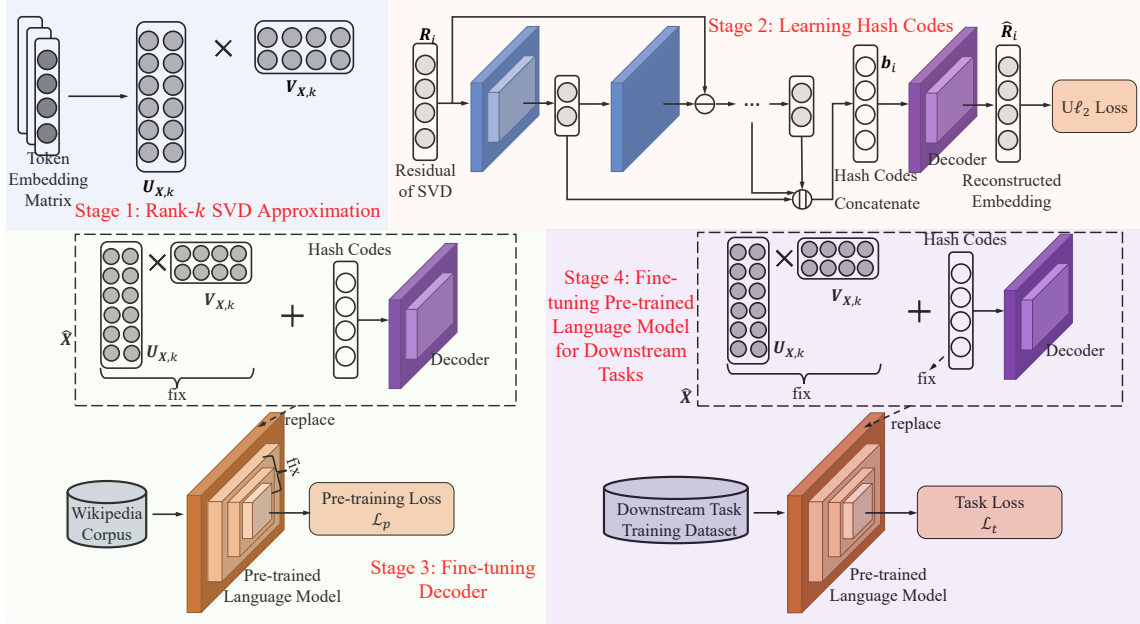 ×
V_{X,k}
Token
Embedding
Matrix
U_{X,k}
Stage 1: Rank-k SVD Approximation
Stage 2: Learning Hash Codes
R_i
Residual
of SVD
...
b_i
Hash Codes
Concatenate
Decoder
R̂_i
Reconstructed
Embedding
Uℓ_2 Loss
Hash Codes
×
V_{X,k}
+
X̂
U_{X,k}
Decoder
fix
replace
fix
Wikipedia
Corpus
Pre-training Loss
ℒ_p
Pre-trained
Language Model
Stage 3: Fine-tuning
Decoder
Stage 4: Fine-
tuning Pre-trained
Language Model
for Downstream
Tasks
Hash Codes
×
V_{X,k}
+
U_{X,k}
Decoder
fix
fix
X̂
replace
Downstream Task
Training Dataset
Task Loss
ℒ_t
Pre-trained
Language Model